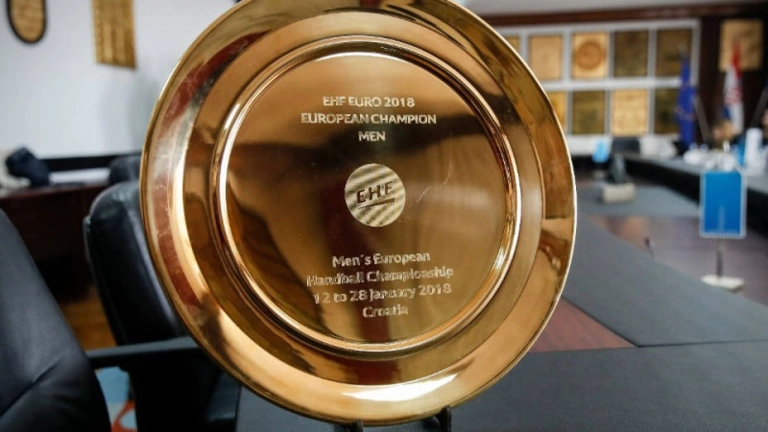 EHF EURO 2018
EUROPEAN CHAMPION
MEN
EHF
Men´s European
Handball Championship
12 to 28 January 2018
Croatia